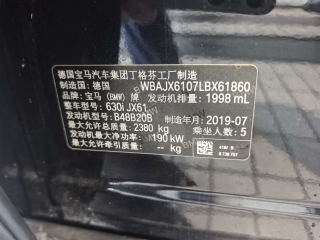 德国宝马汽车集团丁格芬工厂制造
制造国: 德国 WBAJX6107LBX61860
品牌: 宝马 (BMW) 牌 发动机排量: 1998 mL
整车型号: 630i JX61
发动机型号: B48B20B 制造年月: 2019-07
最大允许总质量: 2380 kg 乘坐人数: 5
发动机最大净功率: 190 kW
最大允许牵引质量: -- kg